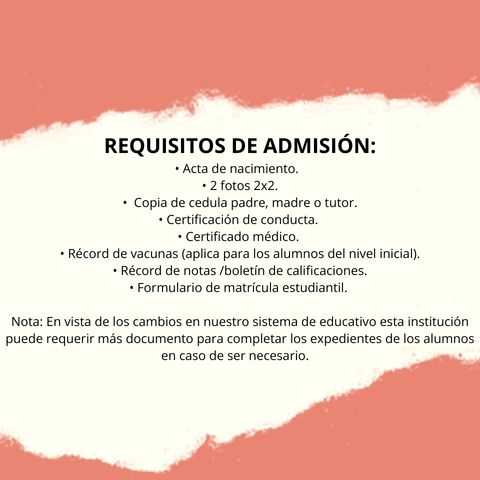 REQUISITOS DE ADMISIÓN:
• Acta de nacimiento.
• 2 fotos 2x2.
• Copia de cedula padre, madre o tutor.
• Certificación de conducta.
• Certificado médico.
• Récord de vacunas (aplica para los alumnos del nivel inicial).
• Récord de notas /boletín de calificaciones.
• Formulario de matrícula estudiantil.
Nota: En vista de los cambios en nuestro sistema de educativo esta institución
puede requerir más documento para completar los expedientes de los alumnos
en caso de ser necesario.